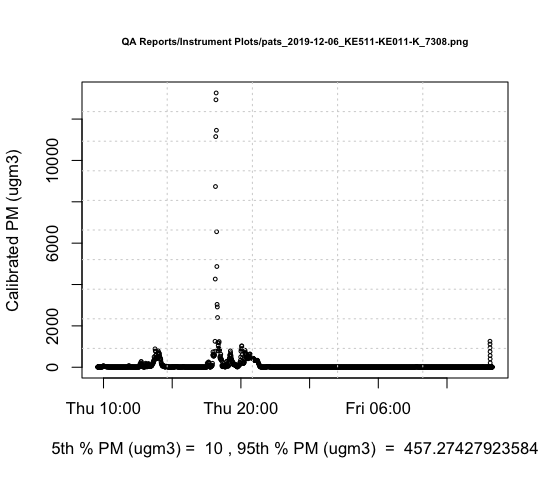 QA Reports/Instrument Plots/pats_2019-12-06_KE511-KE011-K_7308.png
Calibrated PM (ugm3)
10000
6000
2000
0
Thu 10:00 Thu 20:00 Fri 06:00
5th % PM (ugm3) = 10 , 95th % PM (ugm3) = 457.27427923584